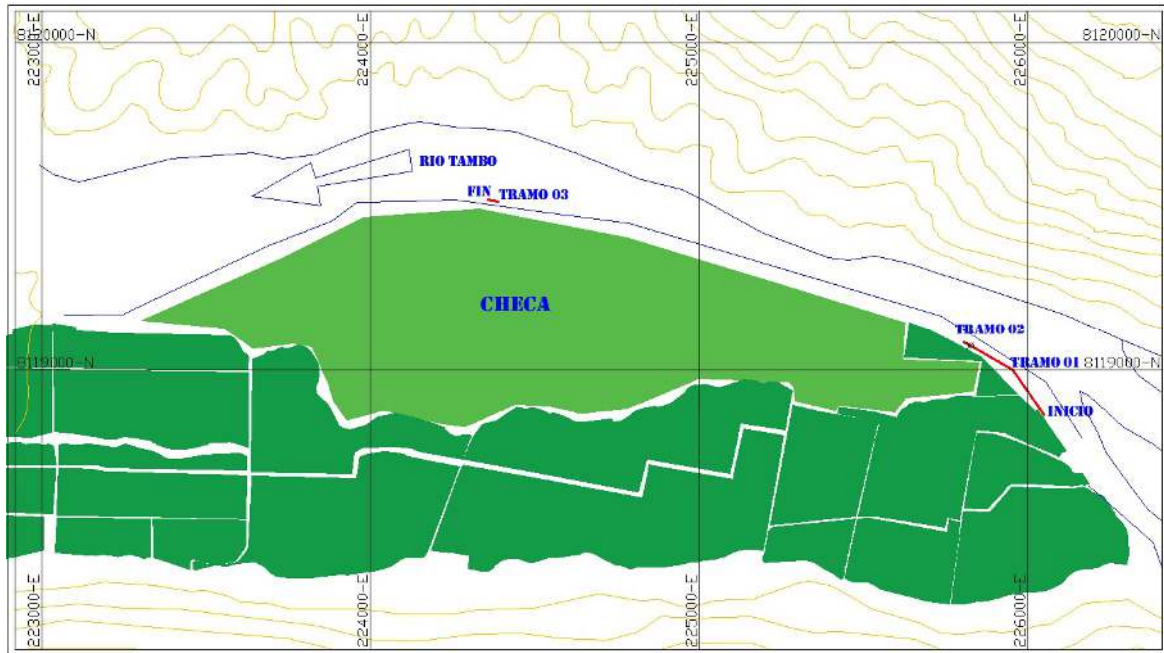 223000-E
224000-E
225000-E
226000-E
8120000-N
8120000-N
RIO TAMBO
FIN
TRAMO 03
CHECA
TRAMO 02
8119000-N
TRAMO 01
8119000-N
INICIO
223000-E
224000-E
225000-E
226000-E